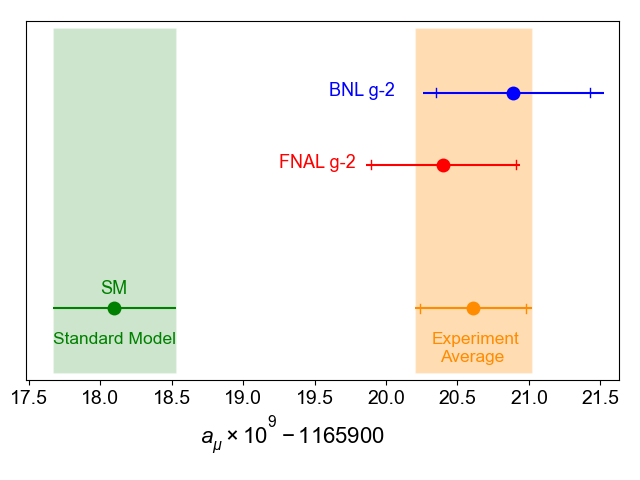 BNL g-2
FNAL g-2
SM
Standard Model
Experiment
Average
17.5 18.0 18.5 19.0 19.5 20.0 20.5 21.0 21.5
aμ × 10⁹ − 1165900